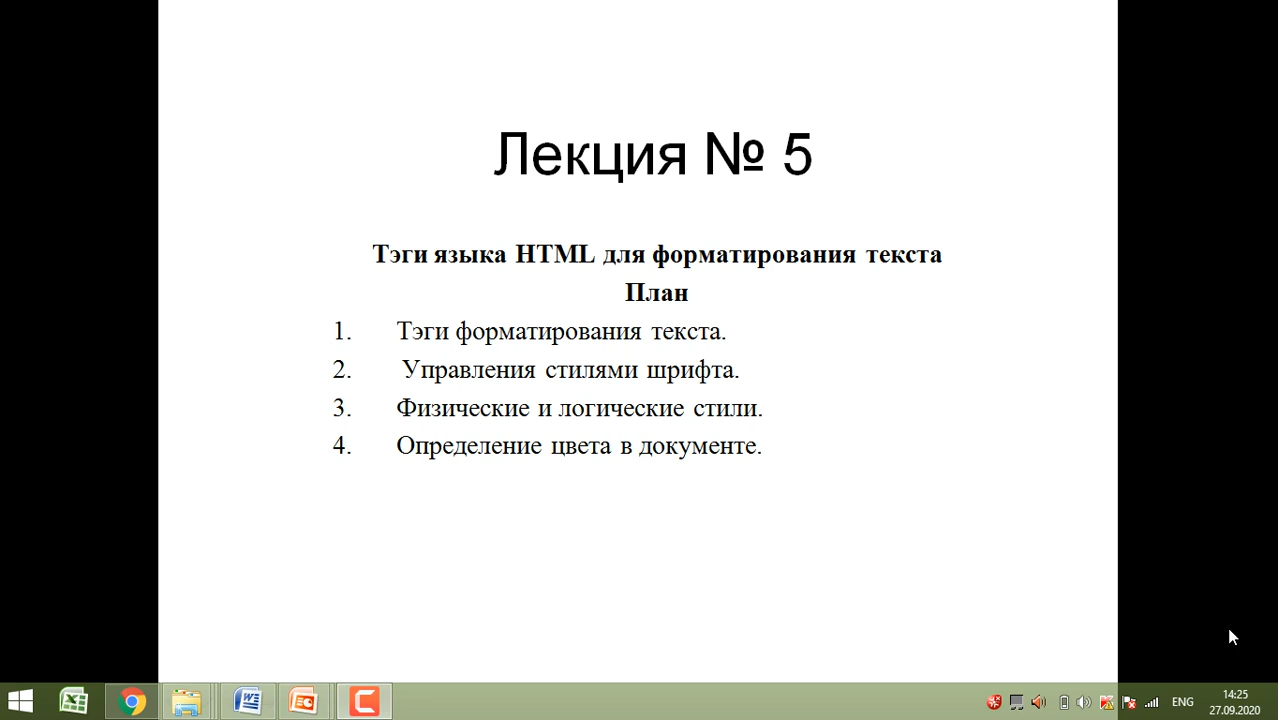 Лекция № 5
Тэги языка HTML для форматирования текста
План
1. Тэги форматирования текста.
2. Управления стилями шрифта.
3. Физические и логические стили.
4. Определение цвета в документе.
ENG
14:25
27.09.2020